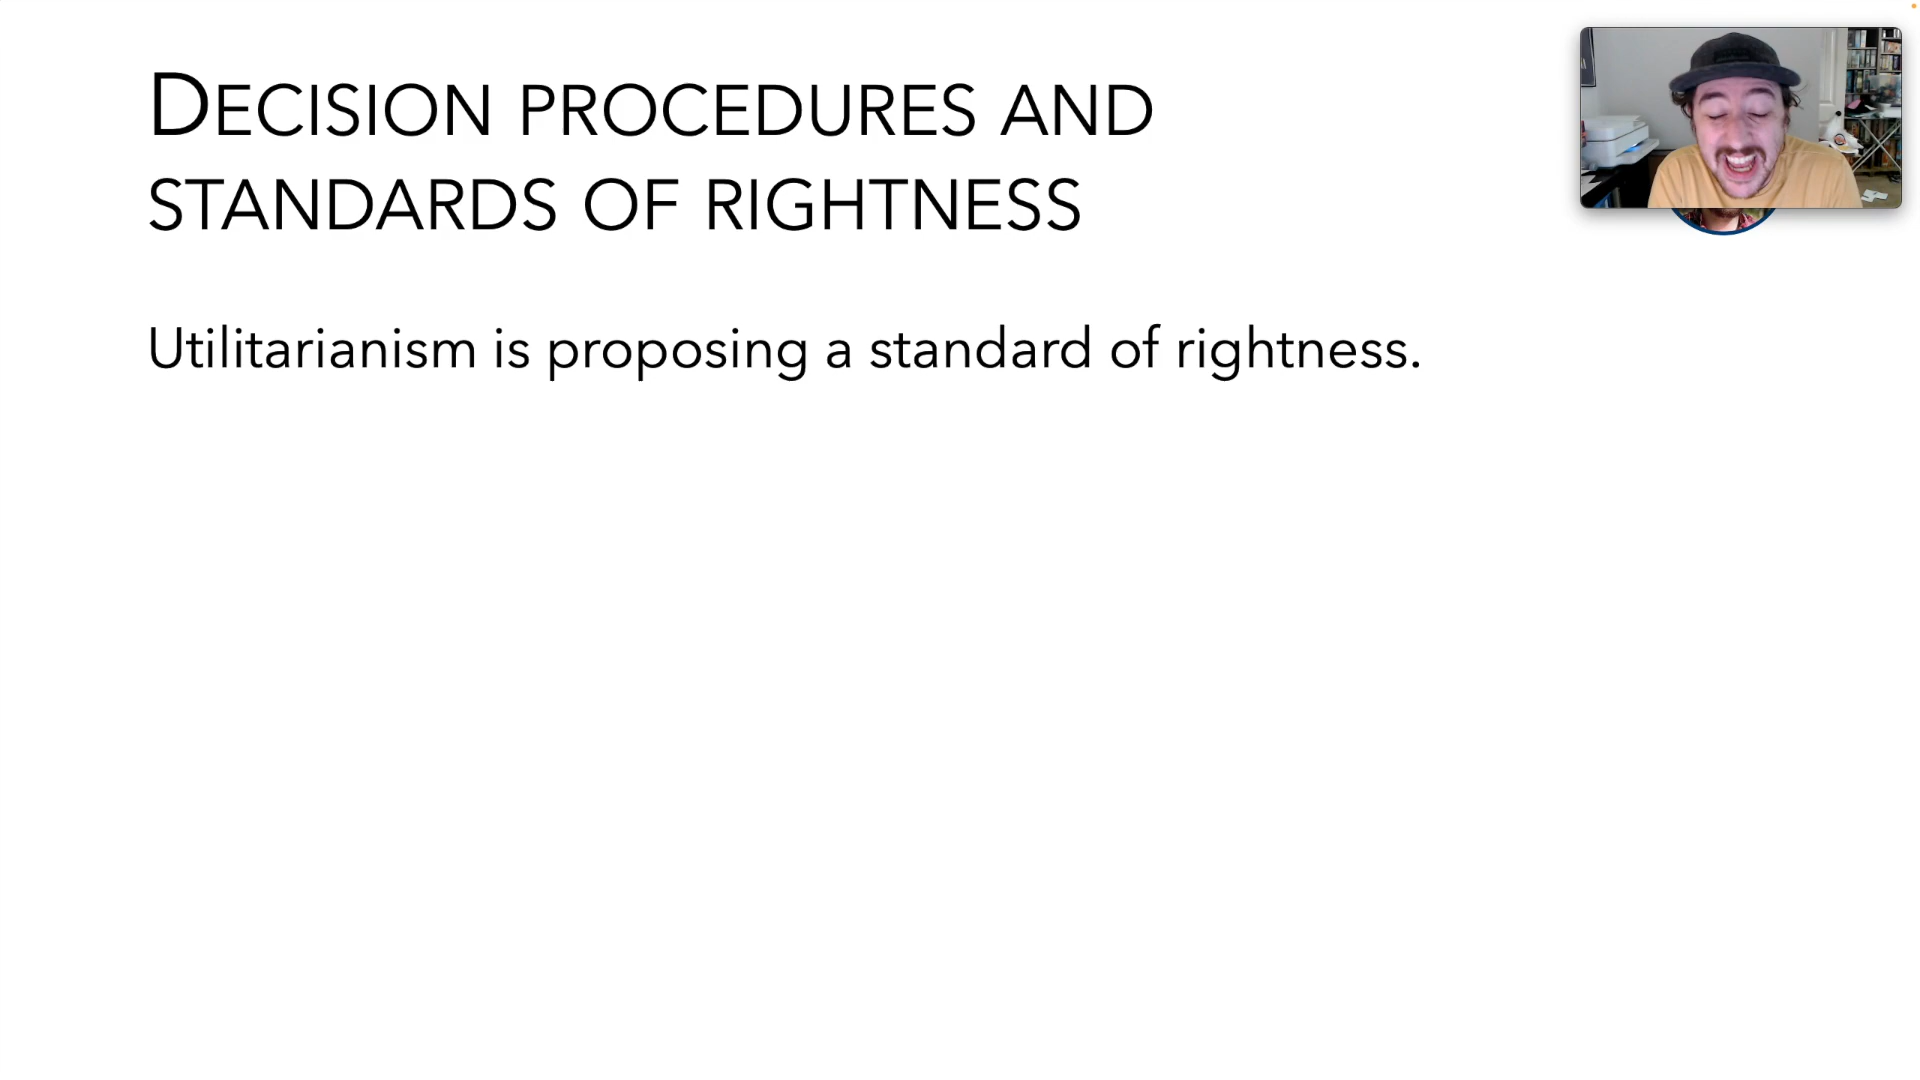 DECISION PROCEDURES AND
STANDARDS OF RIGHTNESS
Utilitarianism is proposing a standard of rightness.